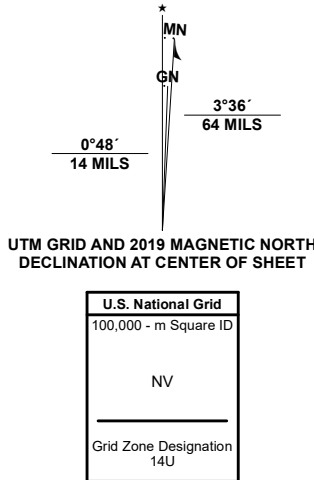 ★
MN
GN
3°36´
64 MILS
0°48´
14 MILS
UTM GRID AND 2019 MAGNETIC NORTH
DECLINATION AT CENTER OF SHEET
U.S. National Grid
100,000 - m Square ID
NV
Grid Zone Designation
14U